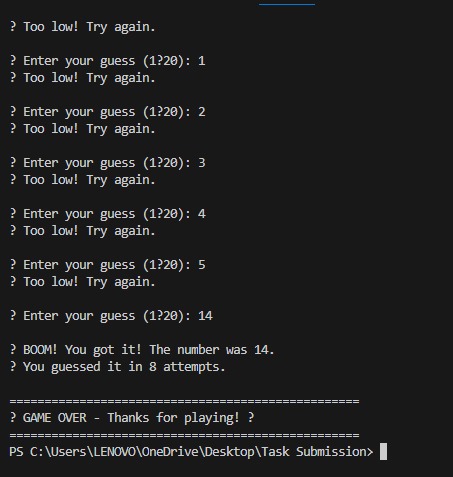 ? Too low! Try again.
? Enter your guess (1?20): 1
? Too low! Try again.
? Enter your guess (1?20): 2
? Too low! Try again.
? Enter your guess (1?20): 3
? Too low! Try again.
? Enter your guess (1?20): 4
? Too low! Try again.
? Enter your guess (1?20): 5
? Too low! Try again.
? Enter your guess (1?20): 14
? BOOM! You got it! The number was 14.
? You guessed it in 8 attempts.
==================================================
? GAME OVER - Thanks for playing! ?
==================================================
PS C:\Users\LENOVO\OneDrive\Desktop\Task Submission>